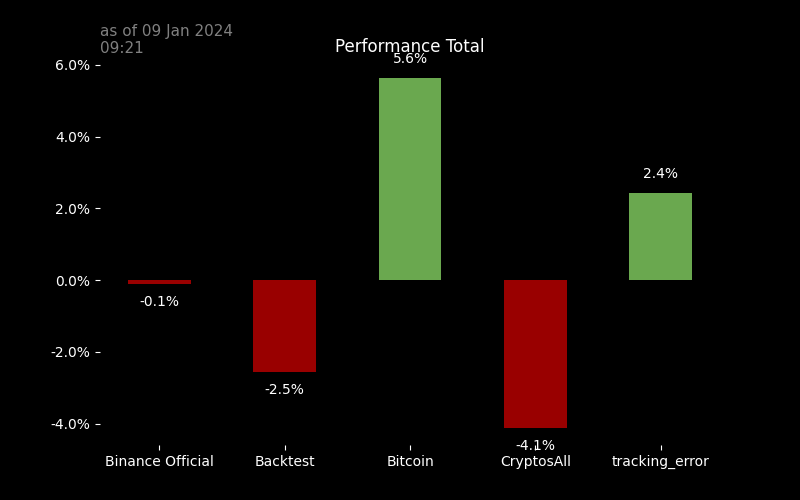 as of 09 Jan 2024
09:21
Performance Total
6.0%
4.0%
2.0%
0.0%
-2.0%
-4.0%
-0.1%
-2.5%
5.6%
-4.1%
2.4%
Binance Official
Backtest
Bitcoin
CryptosAll
tracking_error